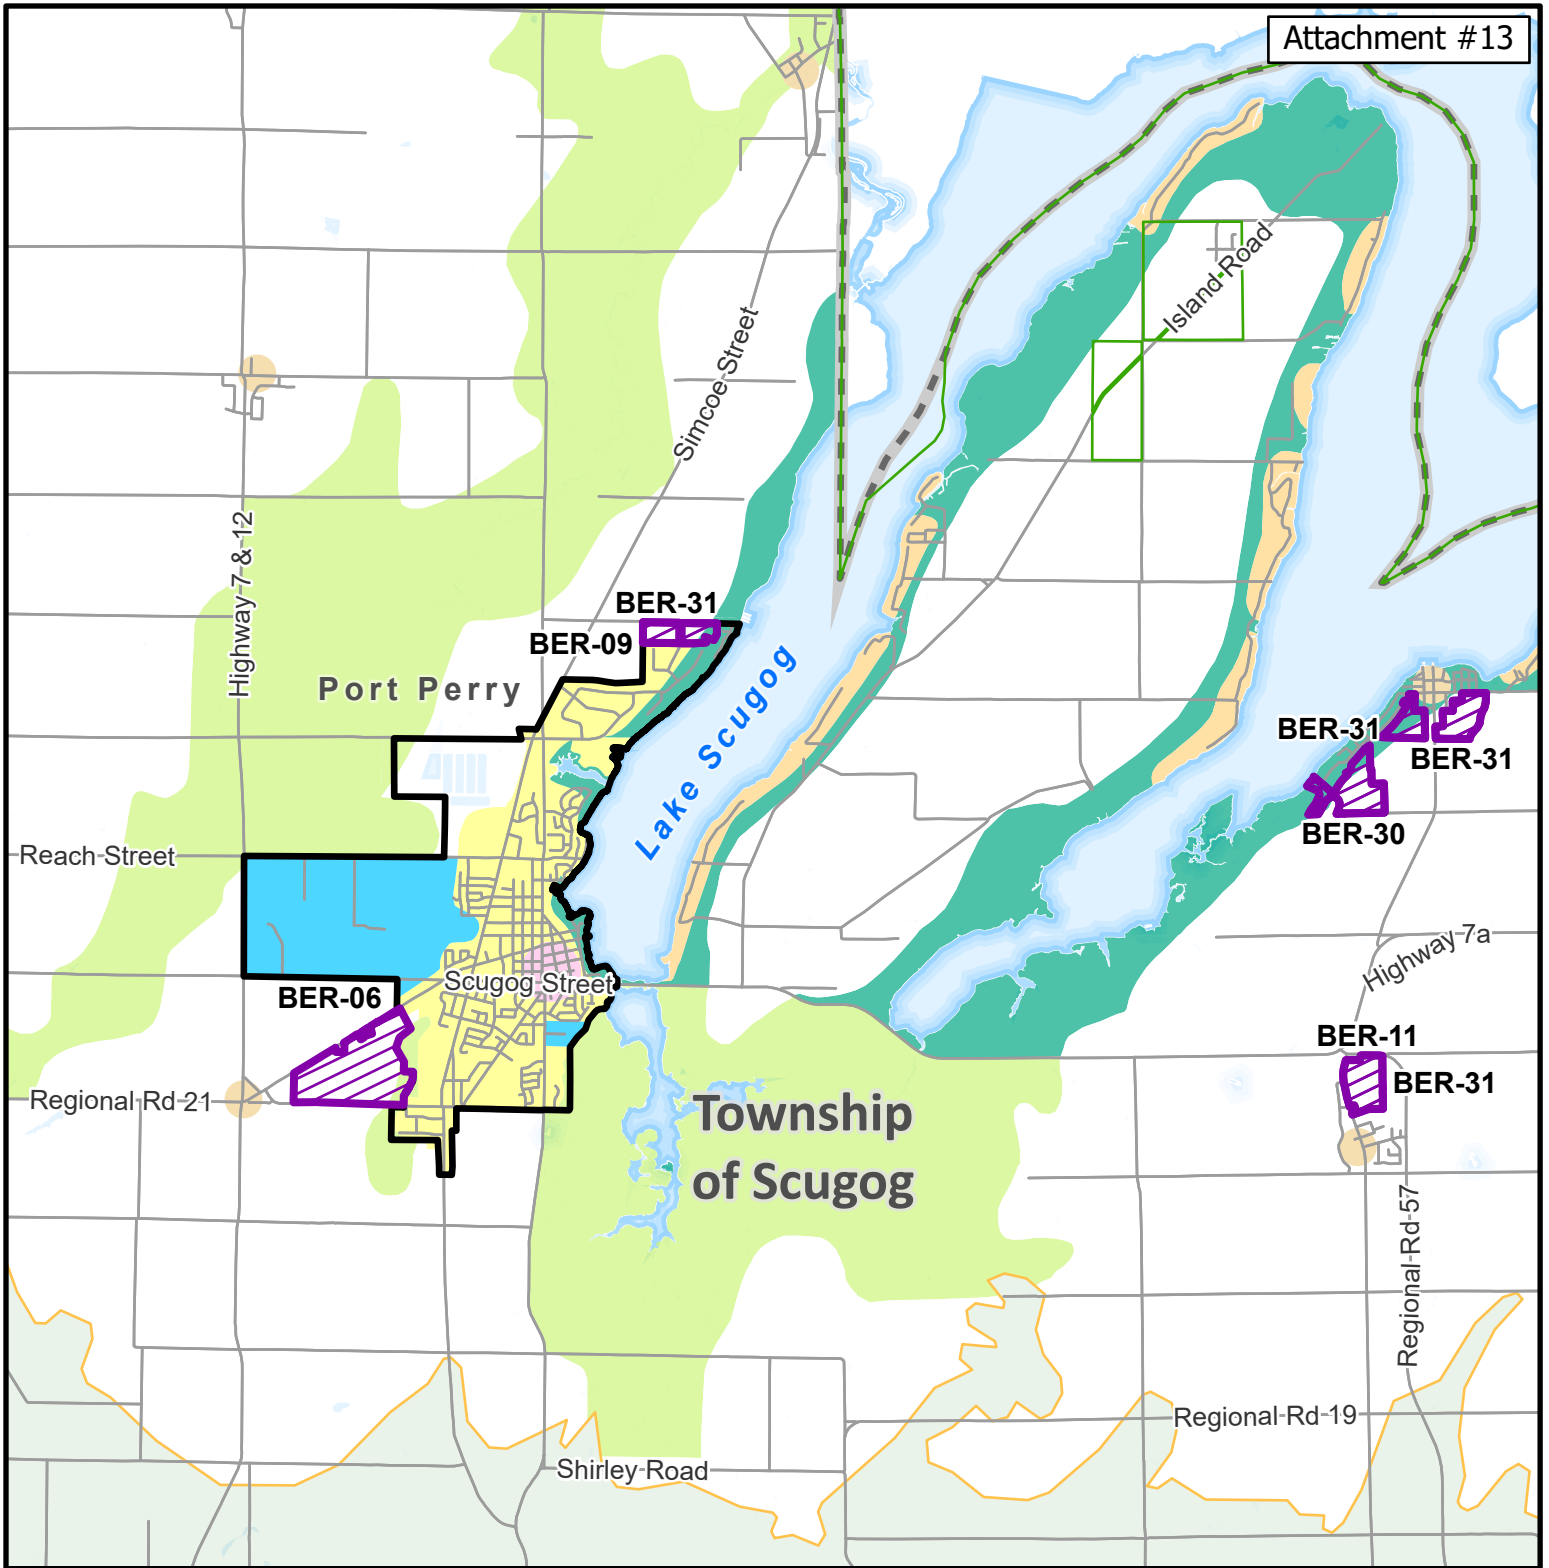 Attachment #13
Island Road
Simcoe Street
Highway 7 & 12
BER-31
BER-09
Port Perry
Lake Scugog
BER-31
BER-31
BER-30
Reach Street
Highway 7a
Scugog Street
BER-06
BER-11
BER-31
Regional Rd 21
Township
of Scugog
Regional Rd 57
Regional Rd 19
Shirley Road